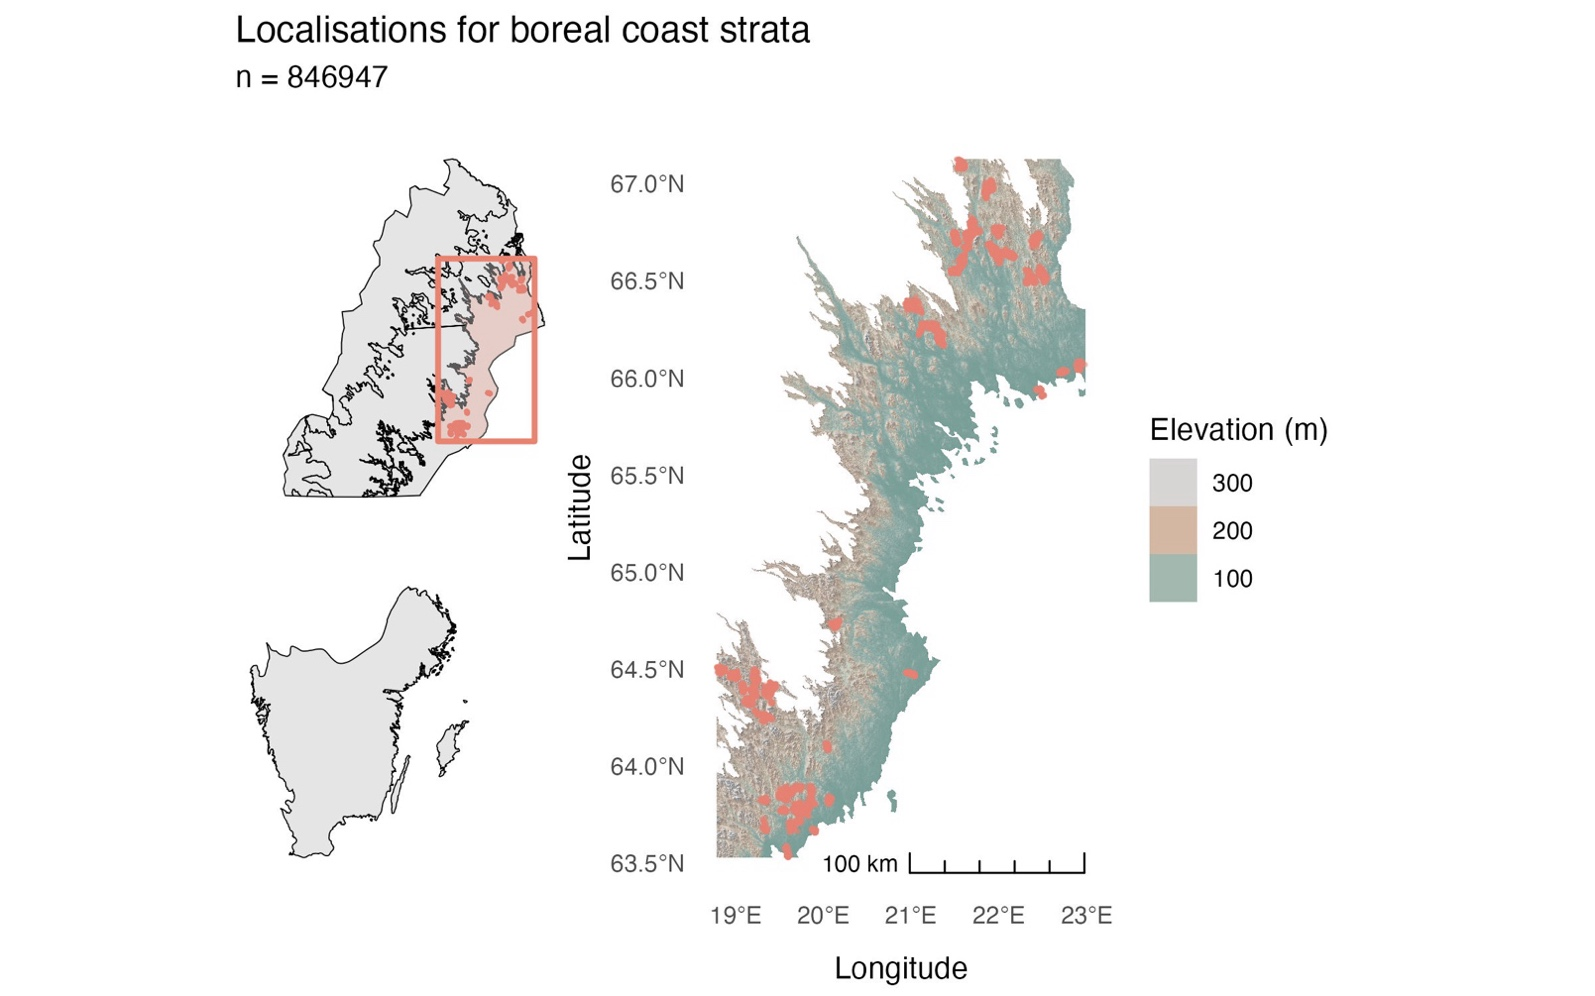 Localisations for boreal coast strata
n = 846947
67.0°N
66.5°N
66.0°N
65.5°N
65.0°N
64.5°N
64.0°N
63.5°N
Latitude
100 km
19°E 20°E 21°E 22°E 23°E
Longitude
Elevation (m)
300
200
100